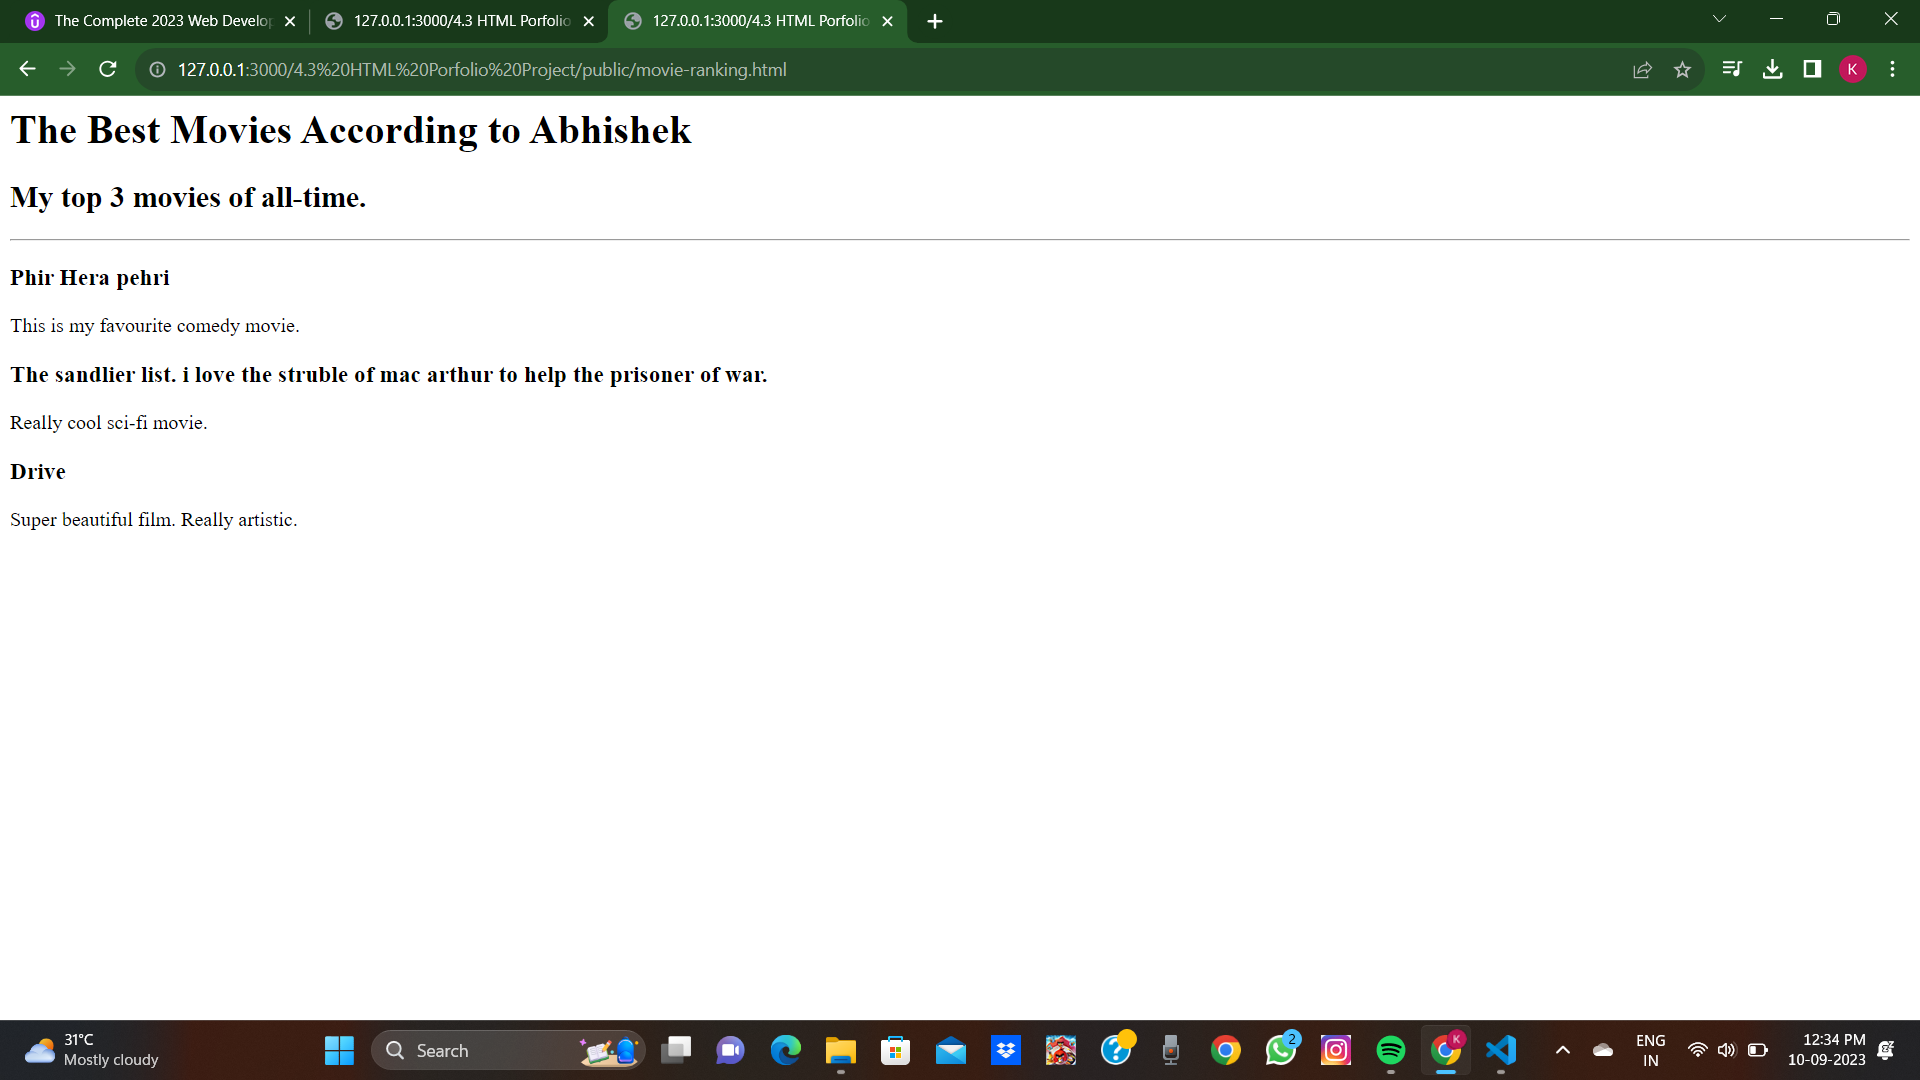 The Complete 2023 Web Develop
127.0.0.1:3000/4.3 HTML Porfolio
127.0.0.1:3000/4.3 HTML Porfolio
127.0.0.1:3000/4.3%20HTML%20Porfolio%20Project/public/movie-ranking.html
K
The Best Movies According to Abhishek
My top 3 movies of all-time.
Phir Hera pehri
This is my favourite comedy movie.
The sandlier list. i love the struble of mac arthur to help the prisoner of war.
Really cool sci-fi movie.
Drive
Super beautiful film. Really artistic.
31°C
Mostly cloudy
Search
2
K
ENG
IN
12:34 PM
10-09-2023